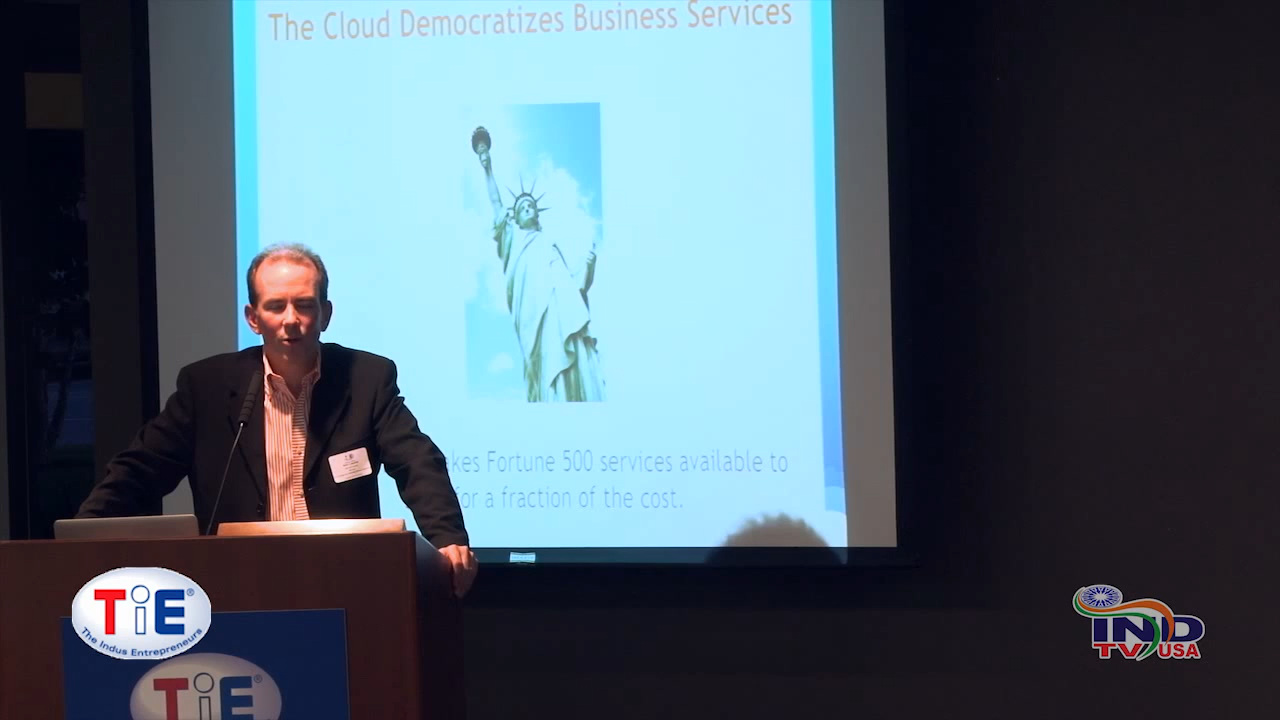 The Cloud Democratizes Business Services
akes Fortune 500 services available to
for a fraction of the cost.
TiE®
The Indus Entrepreneurs
TiE®
IND
TV USA